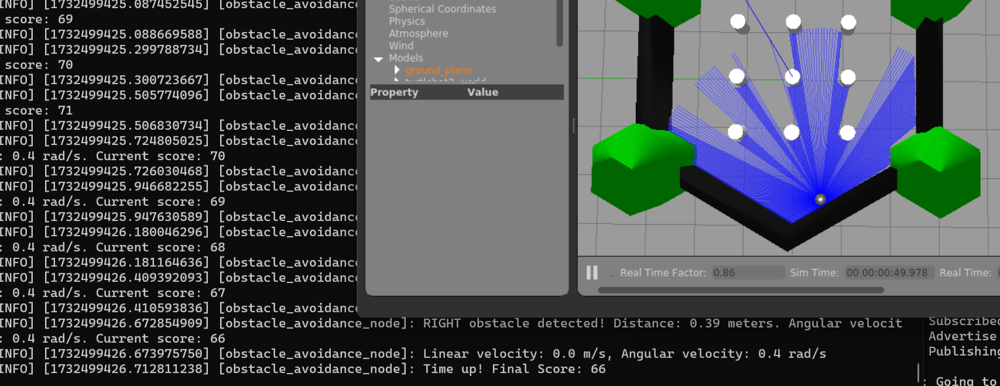 INFO] [1732499425.087452545] [obstacle_avoidance
score: 69
INFO] [1732499425.088669588] [obstacle_avoidanc
INFO] [1732499425.299788734] [obstacle_avoidanc
score: 70
INFO] [1732499425.300723667] [obstacle_avoidanc
INFO] [1732499425.505774096] [obstacle_avoidanc
score: 71
INFO] [1732499425.506830734] [obstacle_avoidanc
INFO] [1732499425.724805025] [obstacle_avoidanc
: 0.4 rad/s. Current score: 70
INFO] [1732499425.726030468] [obstacle_avoidanc
INFO] [1732499425.946682255] [obstacle_avoidanc
: 0.4 rad/s. Current score: 69
INFO] [1732499425.947630589] [obstacle_avoidanc
INFO] [1732499426.180046296] [obstacle_avoidanc
: 0.4 rad/s. Current score: 68
INFO] [1732499426.181164636] [obstacle_avoidanc
INFO] [1732499426.409392093] [obstacle_avoidanc
: 0.4 rad/s. Current score: 67
INFO] [1732499426.410593836] [obstacle_avoidanc
INFO] [1732499426.672854909] [obstacle_avoidance_node]: RIGHT obstacle detected! Distance: 0.39 meters. Angular velocit
: 0.4 rad/s. Current score: 66
INFO] [1732499426.673975750] [obstacle_avoidance_node]: Linear velocity: 0.0 m/s, Angular velocity: 0.4 rad/s
INFO] [1732499426.712811238] [obstacle_avoidance_node]: Time up! Final Score: 66
Spherical Coordinates
Physics
Atmosphere
Wind
Models
ground_plane
Property Value
Real Time Factor: 0.86 Sim Time: 00 00:00:49.978 Real Time:
Subscribed
Advertise
Publishing
: Going to